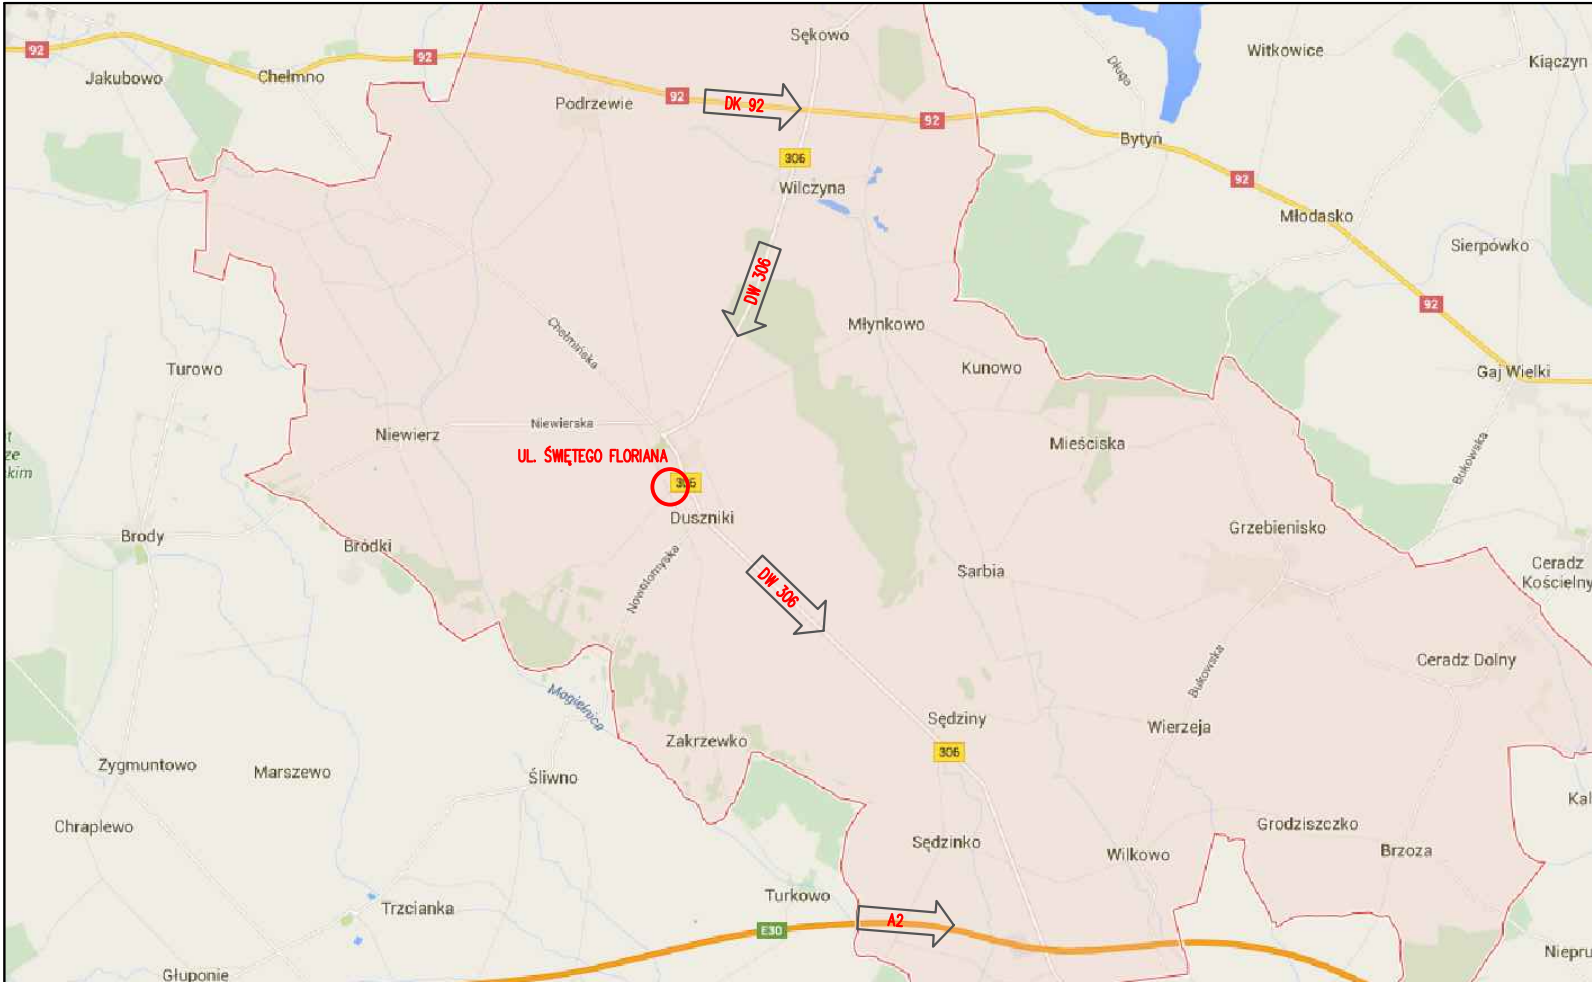 Sękowo
92
Jakubowo
Chełmno
92
Podrzewie
92
DK 92
92
Długa
Witkowice
Kiączyn
Bytyń
306
Wilczyna
92
Młodasko
Sierpówko
92
DW 306
Młynkowo
Chełmińska
Kunowo
Turowo
Gaj Wielki
Niewierz
Niewierska
Mieściska
Bukowska
UL. ŚWIĘTEGO FLORIANA
306
Duszniki
Grzebienisko
Brody
Bródki
Nowotomyska
DW 306
Sarbia
Ceradz
Kościelny
Ceradz Dolny
Bukowska
Mogielnica
Sędziny
Wierzeja
Zakrzewko
306
Zygmuntowo
Marszewo
Śliwno
Kal
Chraplewo
Sędzinko
Grodziszczko
Wilkowo
Brzoza
Turkowo
Trzcianka
A2
E30
Niepru
Głuponie